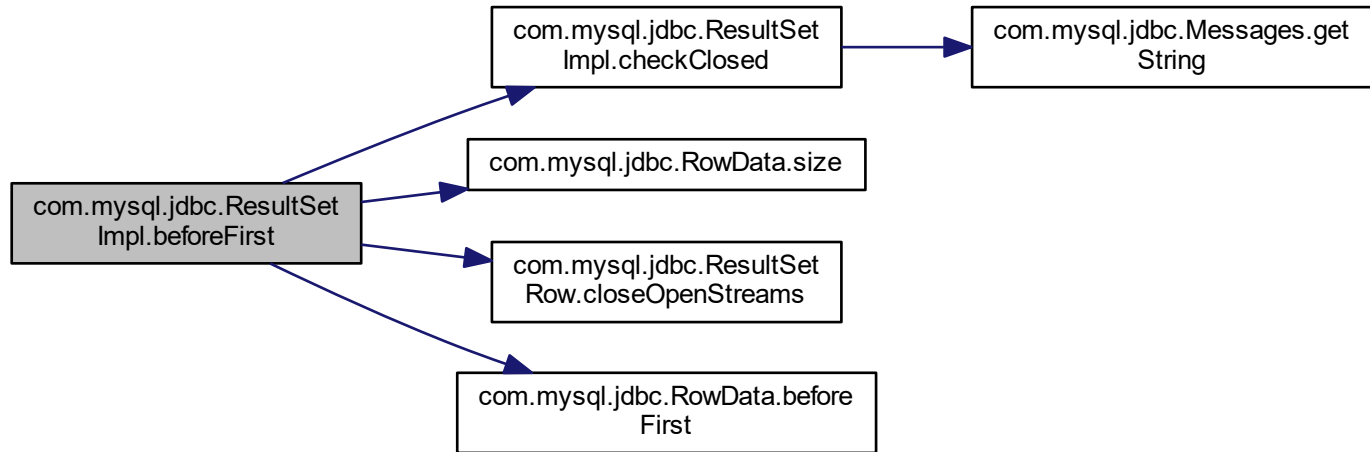 com.mysql.jdbc.ResultSet
Impl.checkClosed
com.mysql.jdbc.Messages.get
String
com.mysql.jdbc.RowData.size
com.mysql.jdbc.ResultSet
Impl.beforeFirst
com.mysql.jdbc.ResultSet
Row.closeOpenStreams
com.mysql.jdbc.RowData.before
First